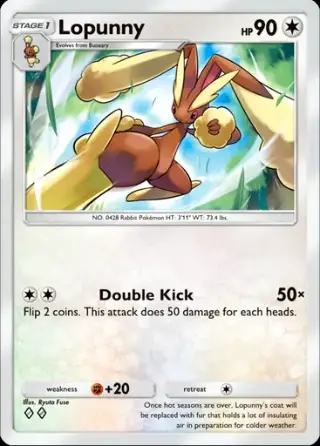 STAGE 1
Lopunny
HP 90
Evolves from Buneary
NO. 0428 Rabbit Pokémon HT: 3'11" WT: 73.4 lbs.
Double Kick 50×
Flip 2 coins. This attack does 50 damage for each heads.
weakness +20 retreat
Illus. Ryuta Fuse
Once hot seasons are over, Lopunny's coat will
be replaced with fur that holds a lot of insulating
air in preparation for colder weather.